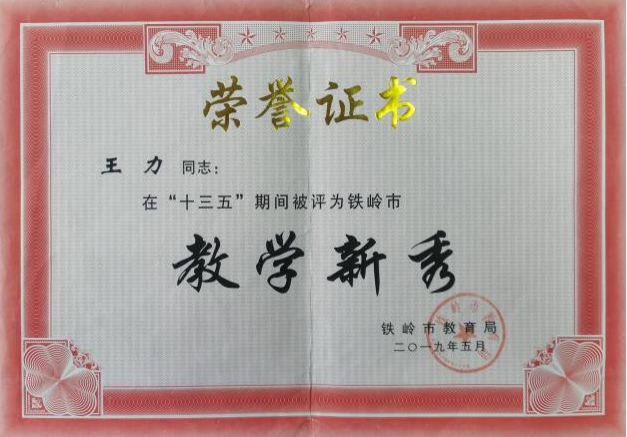 荣誉证书
王力 同志：
在“十三五”期间被评为铁岭市
教学新秀
铁岭市教育局
二〇一九年五月